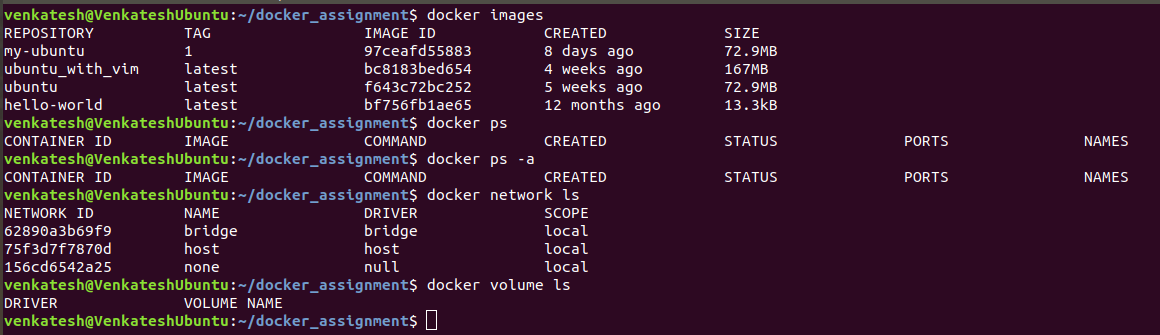 venkatesh@VenkateshUbuntu:~/docker_assignment$ docker images
REPOSITORY          TAG                 IMAGE ID            CREATED             SIZE
my-ubuntu           1                   97ceafd55883        8 days ago          72.9MB
ubuntu_with_vim     latest              bc8183bed654        4 weeks ago         167MB
ubuntu              latest              f643c72bc252        5 weeks ago         72.9MB
hello-world         latest              bf756fb1ae65        12 months ago       13.3kB
venkatesh@VenkateshUbuntu:~/docker_assignment$ docker ps
CONTAINER ID        IMAGE               COMMAND             CREATED             STATUS              PORTS               NAMES
venkatesh@VenkateshUbuntu:~/docker_assignment$ docker ps -a
CONTAINER ID        IMAGE               COMMAND             CREATED             STATUS              PORTS               NAMES
venkatesh@VenkateshUbuntu:~/docker_assignment$ docker network ls
NETWORK ID          NAME                DRIVER              SCOPE
62890a3b69f9        bridge              bridge              local
75f3d7f7870d        host                host                local
156cd6542a25        none                null                local
venkatesh@VenkateshUbuntu:~/docker_assignment$ docker volume ls
DRIVER              VOLUME NAME
venkatesh@VenkateshUbuntu:~/docker_assignment$